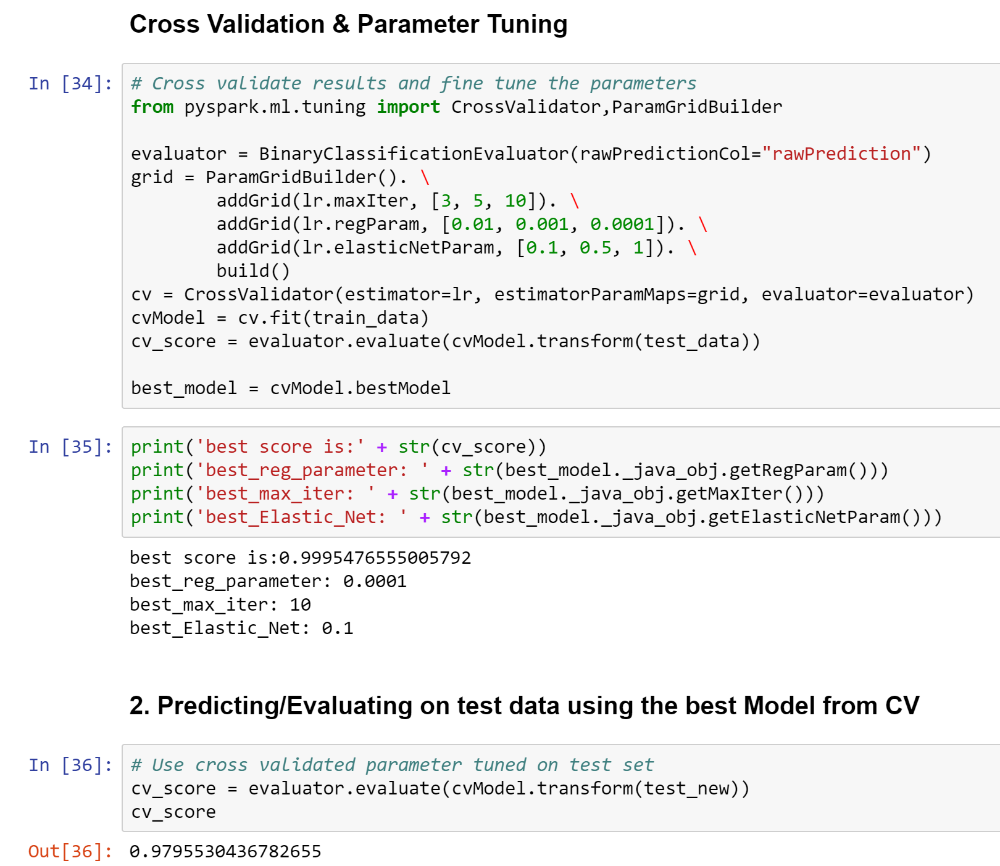 Cross Validation & Parameter Tuning
In [34]:
# Cross validate results and fine tune the parameters
from pyspark.ml.tuning import CrossValidator,ParamGridBuilder

evaluator = BinaryClassificationEvaluator(rawPredictionCol="rawPrediction")
grid = ParamGridBuilder(). \
        addGrid(lr.maxIter, [3, 5, 10]). \
        addGrid(lr.regParam, [0.01, 0.001, 0.0001]). \
        addGrid(lr.elasticNetParam, [0.1, 0.5, 1]). \
        build()
cv = CrossValidator(estimator=lr, estimatorParamMaps=grid, evaluator=evaluator)
cvModel = cv.fit(train_data)
cv_score = evaluator.evaluate(cvModel.transform(test_data))

best_model = cvModel.bestModel
In [35]:
print('best score is:' + str(cv_score))
print('best_reg_parameter: ' + str(best_model._java_obj.getRegParam()))
print('best_max_iter: ' + str(best_model._java_obj.getMaxIter()))
print('best_Elastic_Net: ' + str(best_model._java_obj.getElasticNetParam()))
best score is:0.9995476555005792
best_reg_parameter: 0.0001
best_max_iter: 10
best_Elastic_Net: 0.1
2. Predicting/Evaluating on test data using the best Model from CV
In [36]:
# Use cross validated parameter tuned on test set
cv_score = evaluator.evaluate(cvModel.transform(test_new))
cv_score
Out[36]: 0.9795530436782655